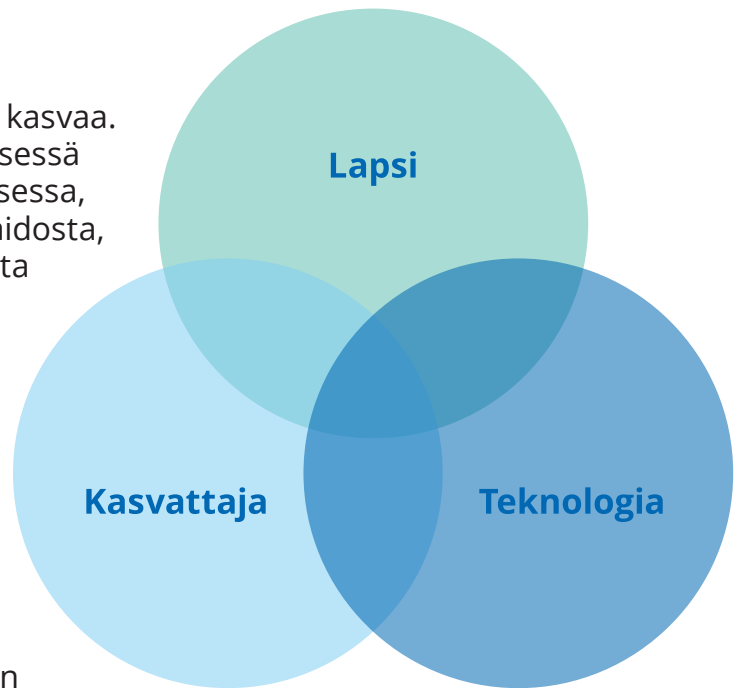 kasvaa.
sessä
sessa,
idosta,
ta
Lapsi
Kasvattaja
Teknologia
n